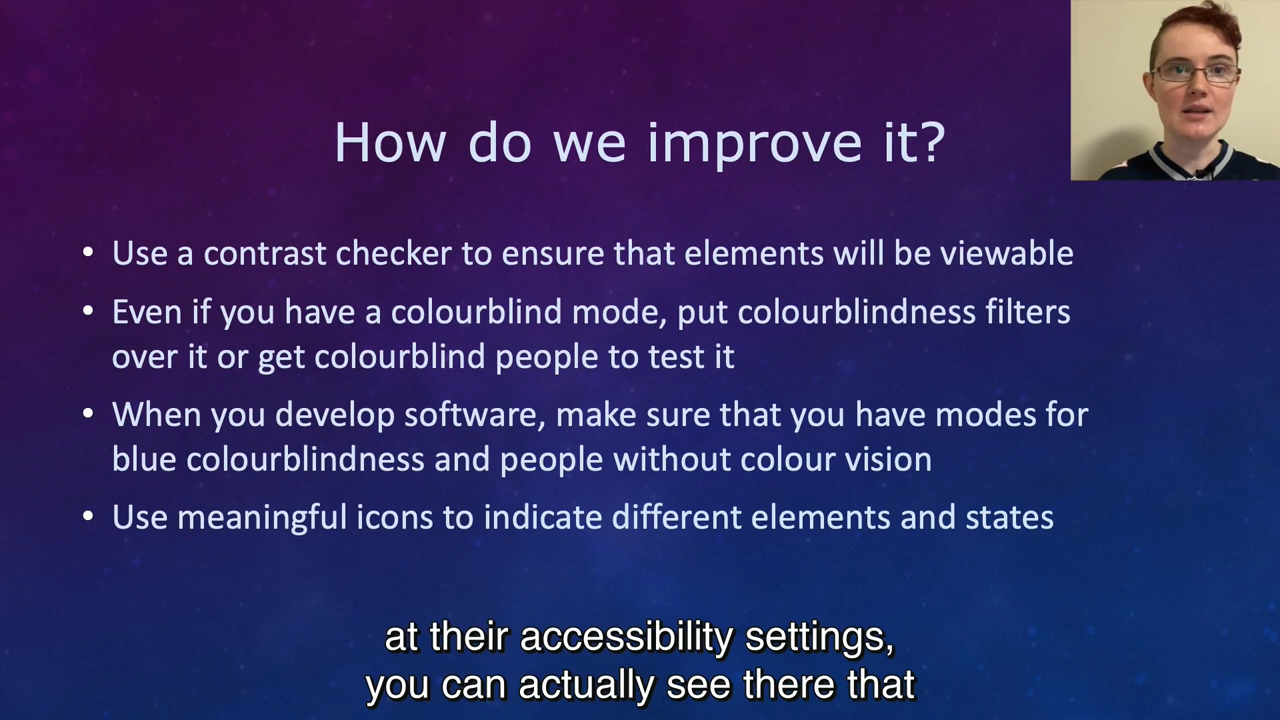 How do we improve it?
• Use a contrast checker to ensure that elements will be viewable
• Even if you have a colourblind mode, put colourblindness filters
over it or get colourblind people to test it
• When you develop software, make sure that you have modes for
blue colourblindness and people without colour vision
• Use meaningful icons to indicate different elements and states
at their accessibility settings,
you can actually see there that